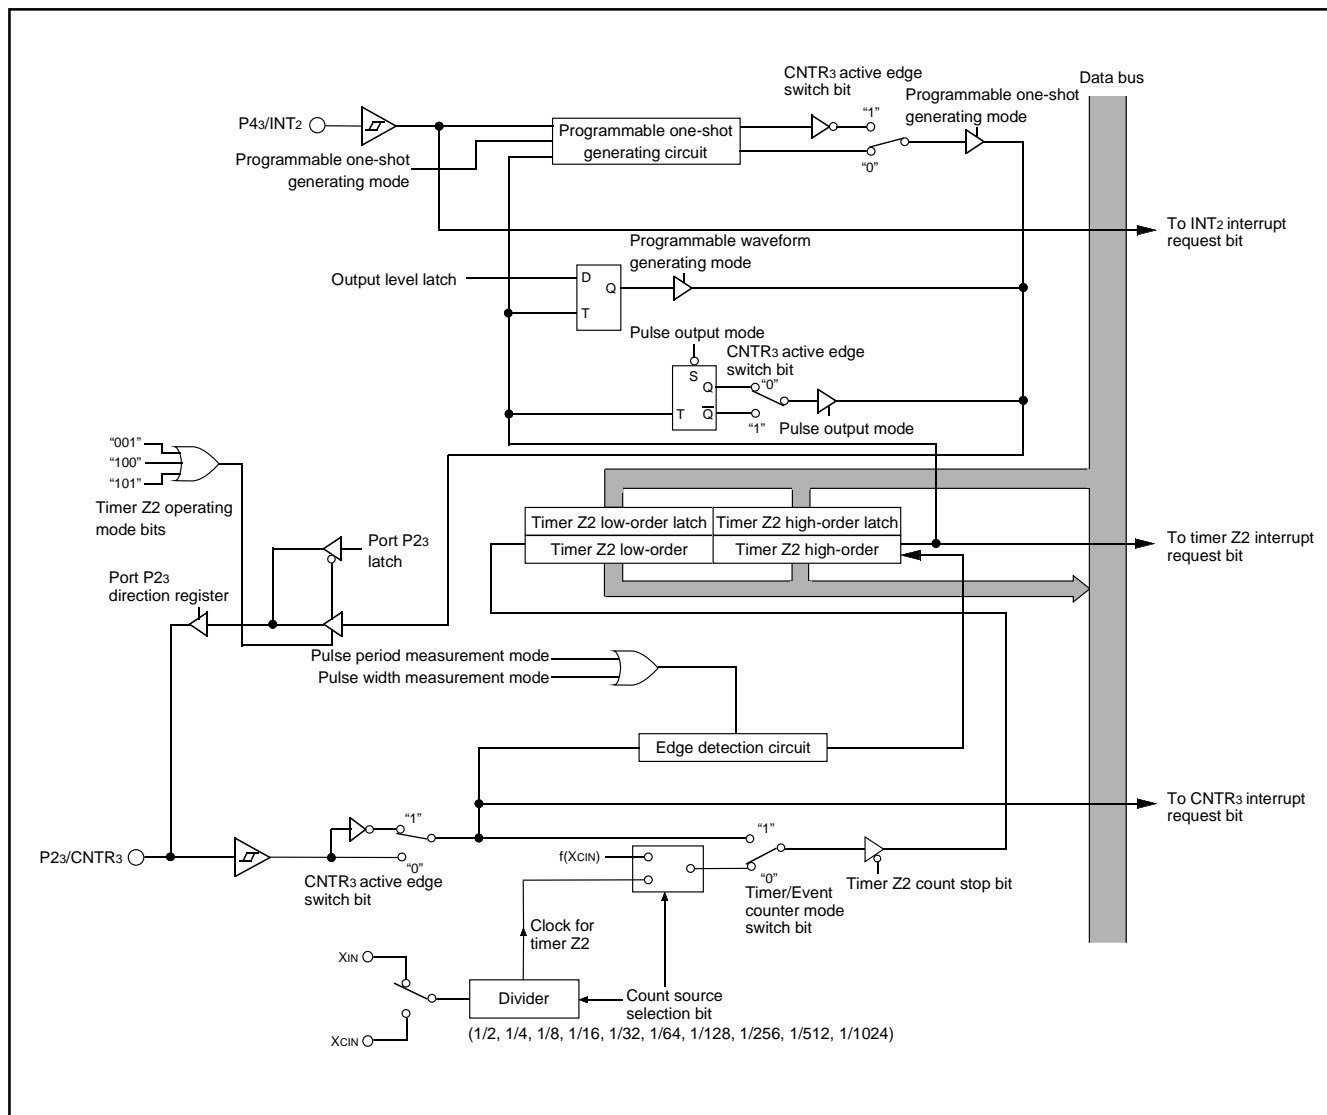 CNTR3 active edge
switch bit
Data bus
Programmable one-shot
generating mode
P43/INT2
"1"
"0"
Programmable one-shot
generating circuit
Programmable one-shot
generating mode
To INT2 interrupt
request bit
Programmable waveform
generating mode
Output level latch
D
Q
T
Pulse output mode
CNTR3 active edge
switch bit
S
Q
"0"
T
Q
"1"
Pulse output mode
"001"
"100"
"101"
Timer Z2 operating
mode bits
Timer Z2 low-order latch
Timer Z2 high-order latch
Timer Z2 low-order
Timer Z2 high-order
To timer Z2 interrupt
request bit
Port P23
latch
Port P23
direction register
Pulse period measurement mode
Pulse width measurement mode
Edge detection circuit
To CNTR3 interrupt
request bit
P23/CNTR3
"1"
"0"
CNTR3 active edge
switch bit
f(XCIN)
"1"
"0"
Timer/Event
counter mode
switch bit
Timer Z2 count stop bit
Clock for
timer Z2
XIN
XCIN
Divider
Count source
selection bit
(1/2, 1/4, 1/8, 1/16, 1/32, 1/64, 1/128, 1/256, 1/512, 1/1024)